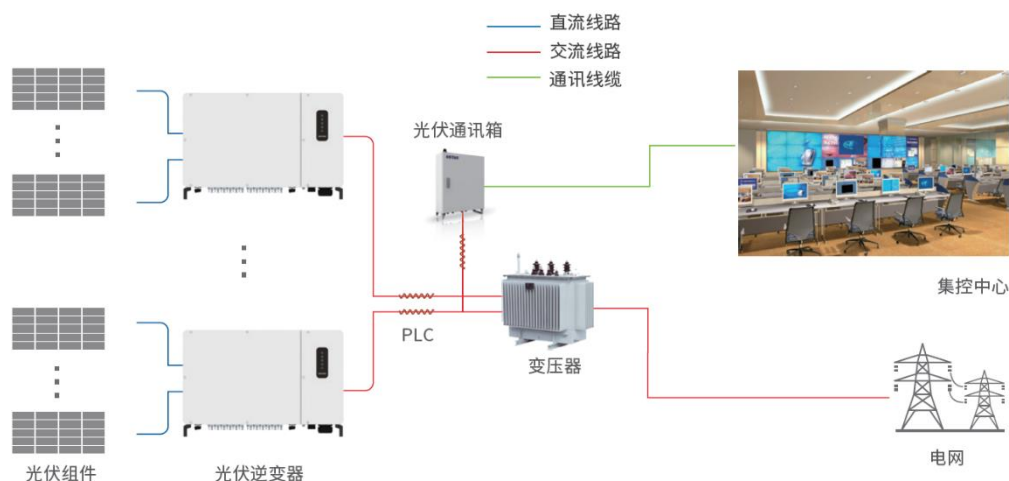 直流线路
交流线路
通讯线缆
光伏通讯箱
集控中心
PLC
变压器
电网
光伏组件
光伏逆变器